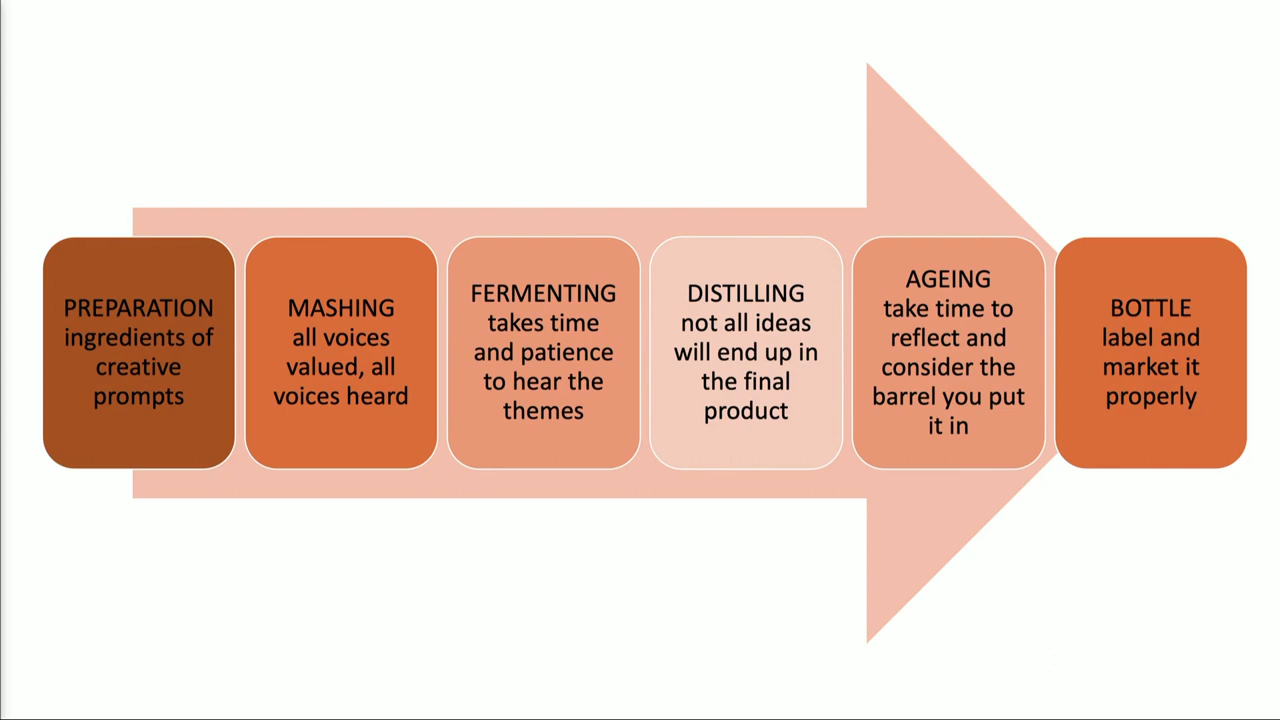 PREPARATION
ingredients of
creative
prompts
MASHING
all voices
valued, all
voices heard
FERMENTING
takes time
and patience
to hear the
themes
DISTILLING
not all ideas
will end up in
the final
product
AGEING
take time to
reflect and
consider the
barrel you put
it in
BOTTLE
label and
market it
properly